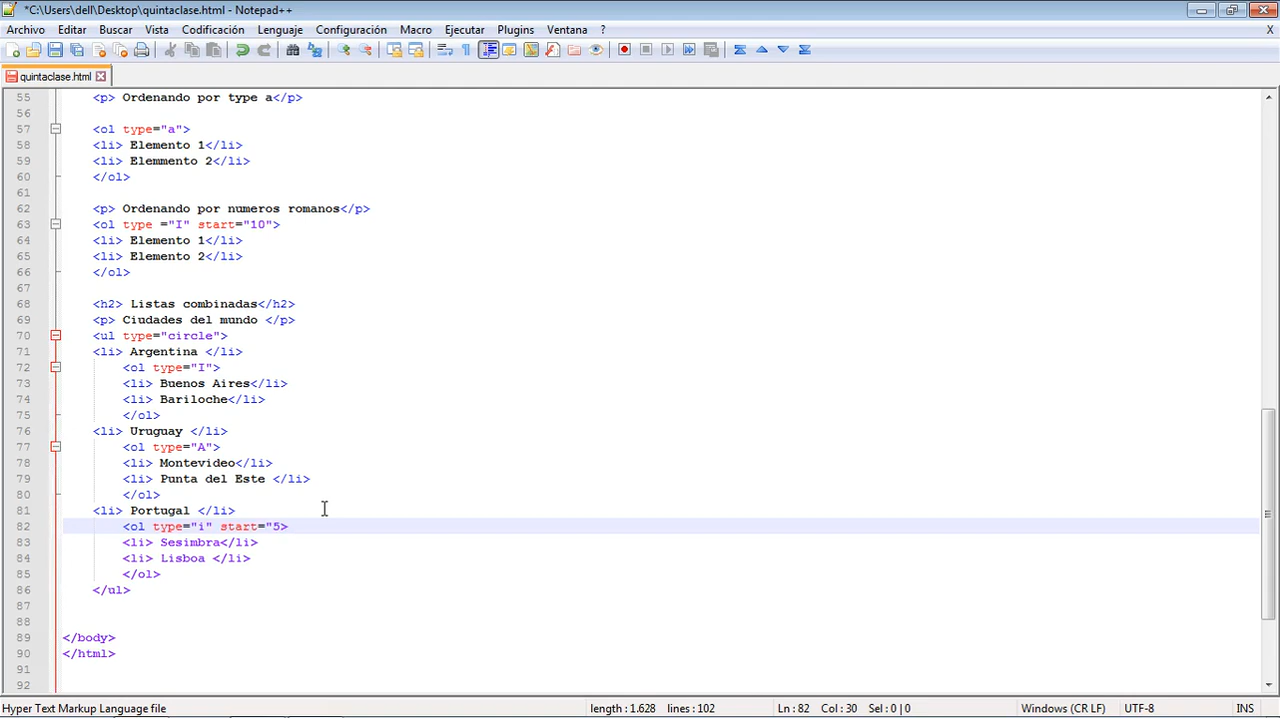 *C:\Users\dell\Desktop\quintaclase.html - Notepad++
Archivo Editar Buscar Vista Codificación Lenguaje Configuración Macro Ejecutar Plugins Ventana ? X
quintaclase.html
55 <p> Ordenando por type a</p>
56
57 <ol type="a">
58 <li> Elemento 1</li>
59 <li> Elemmento 2</li>
60 </ol>
61
62 <p> Ordenando por numeros romanos</p>
63 <ol type ="I" start="10">
64 <li> Elemento 1</li>
65 <li> Elemento 2</li>
66 </ol>
67
68 <h2> Listas combinadas</h2>
69 <p> Ciudades del mundo </p>
70 <ul type="circle">
71 <li> Argentina </li>
72 <ol type="I">
73 <li> Buenos Aires</li>
74 <li> Bariloche</li>
75 </ol>
76 <li> Uruguay </li>
77 <ol type="A">
78 <li> Montevideo</li>
79 <li> Punta del Este </li>
80 </ol>
81 <li> Portugal </li>
82 <ol type="i" start="5>
83 <li> Sesimbra</li>
84 <li> Lisboa </li>
85 </ol>
86 </ul>
87
88
89 </body>
90 </html>
91
92
Hyper Text Markup Language file length : 1.628 lines : 102 Ln : 82 Col : 30 Sel : 0 | 0 Windows (CR LF) UTF-8 INS